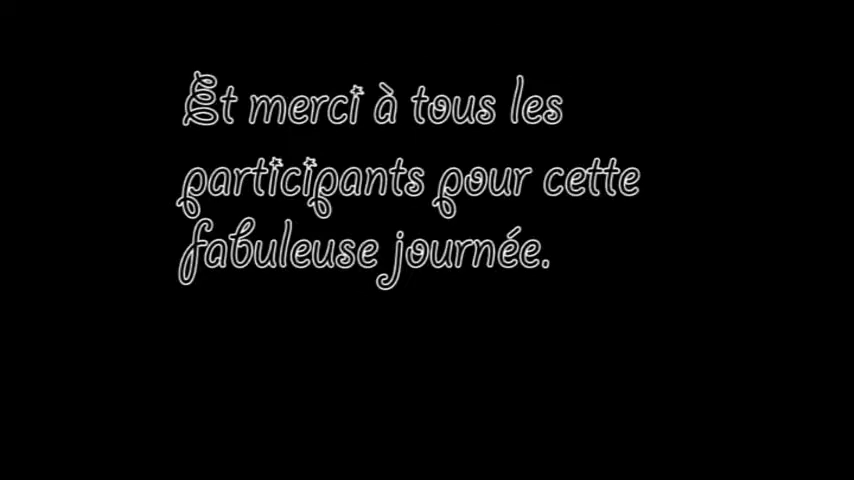 Et merci à tous les
participants pour cette
fabuleuse journée.